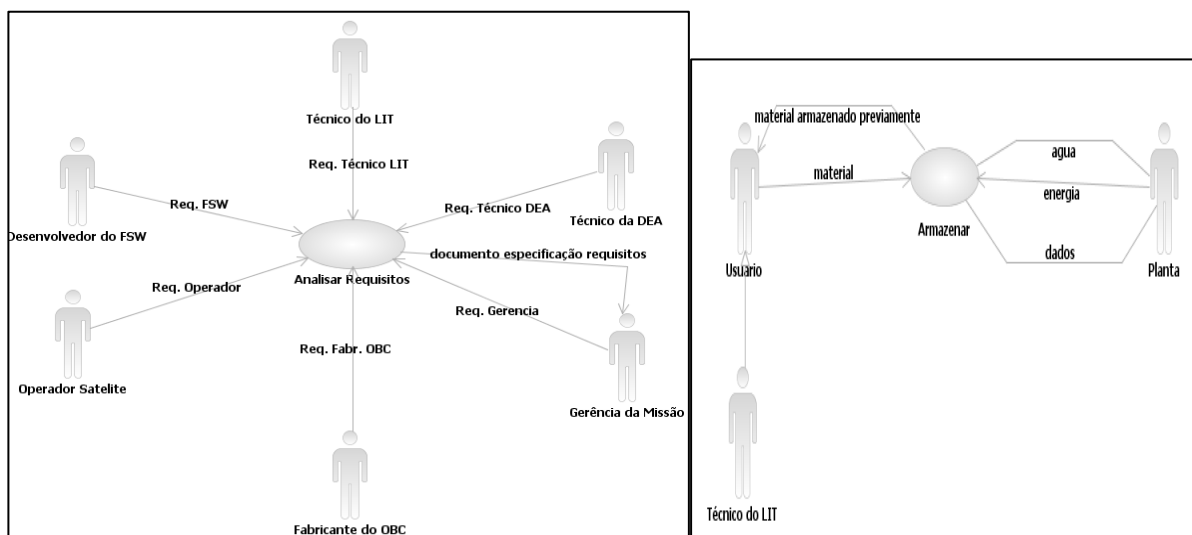 Técnico do LIT
Req. Técnico LIT
Req. FSW
Desenvolvedor do FSW
Req. Técnico DEA
Técnico da DEA
documento especificação requisitos
Analisar Requisitos
Req. Operador
Operador Satelite
Req. Gerencia
Gerência da Missão
Req. Fabr. OBC
Fabricante do OBC
material armazenado previamente
material
Usuário
Armazenar
agua
energia
dados
Planta
Técnico do LIT